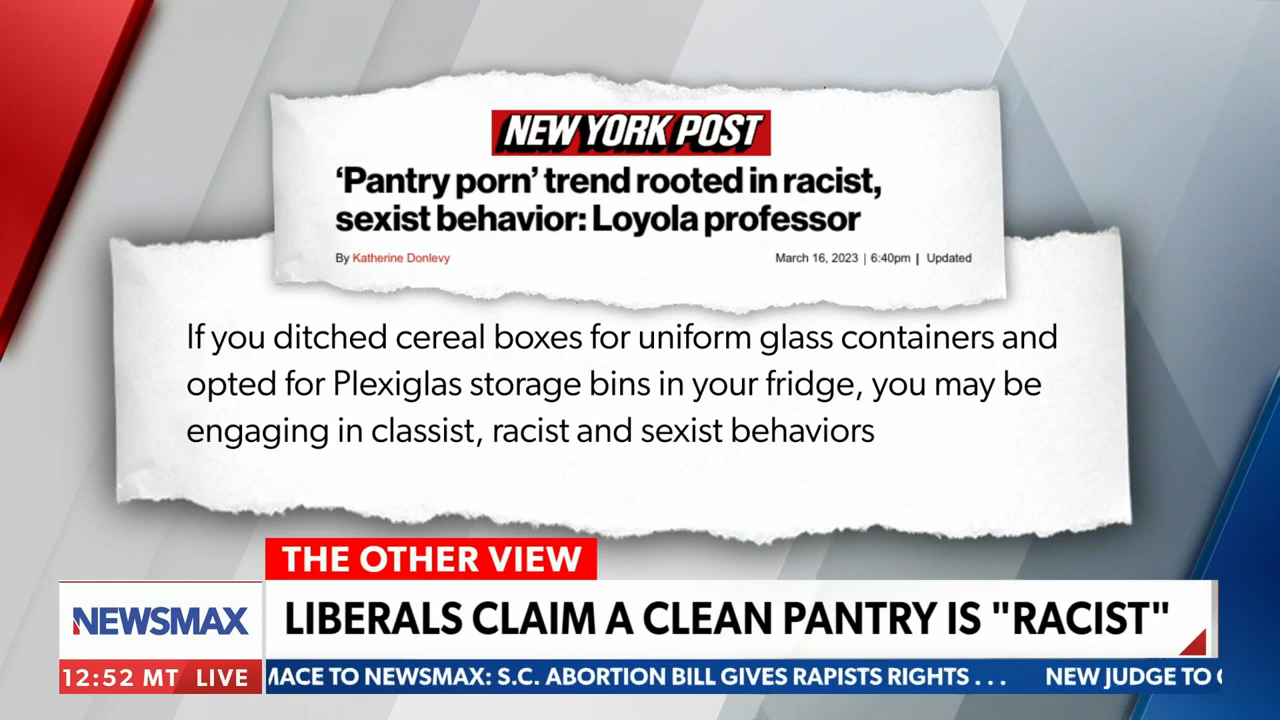 NEW YORK POST
‘Pantry porn’ trend rooted in racist,
sexist behavior: Loyola professor
By Katherine Donlevy March 16, 2023 | 6:40pm | Updated
If you ditched cereal boxes for uniform glass containers and
opted for Plexiglas storage bins in your fridge, you may be
engaging in classist, racist and sexist behaviors
THE OTHER VIEW
NEWSMAX LIBERALS CLAIM A CLEAN PANTRY IS "RACIST"
12:52 MT LIVE MACE TO NEWSMAX: S.C. ABORTION BILL GIVES RAPISTS RIGHTS . . . NEW JUDGE TO